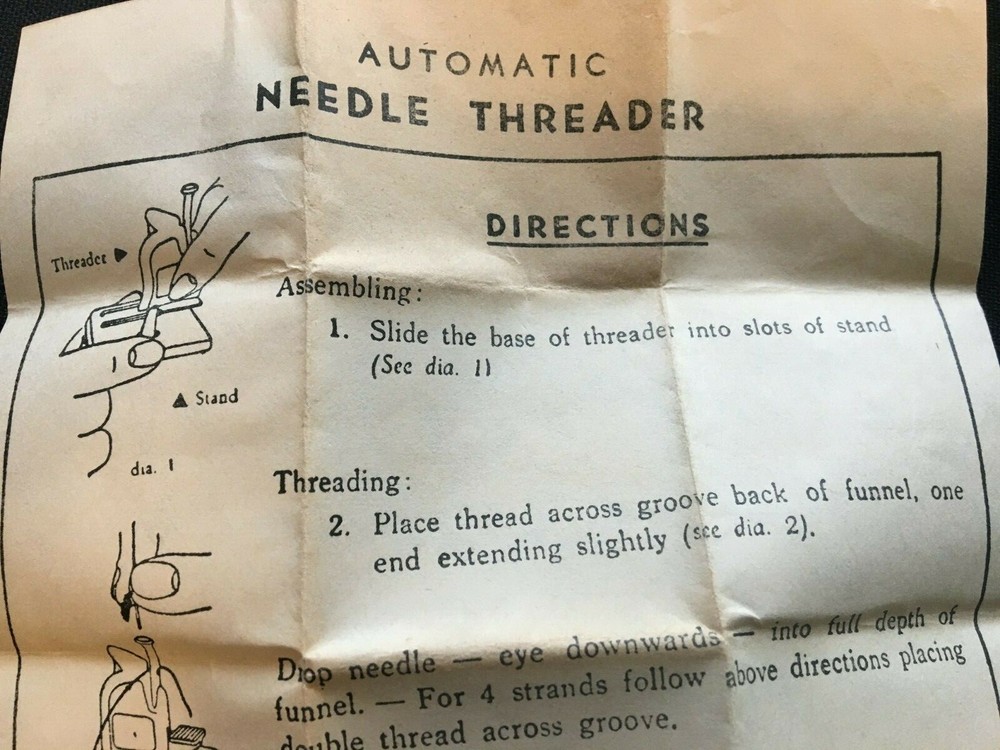 AUTOMATIC
NEEDLE THREADER
DIRECTIONS
Threader ▶
▲ Stand
dia. 1
Assembling:
1. Slide the base of threader into slots of stand
(See dia. 1)
Threading:
2. Place thread across groove back of funnel, one
end extending slightly (see dia. 2).
Drop needle — eye downwards — into full depth of
funnel. — For 4 strands follow above directions placing
double thread across groove.